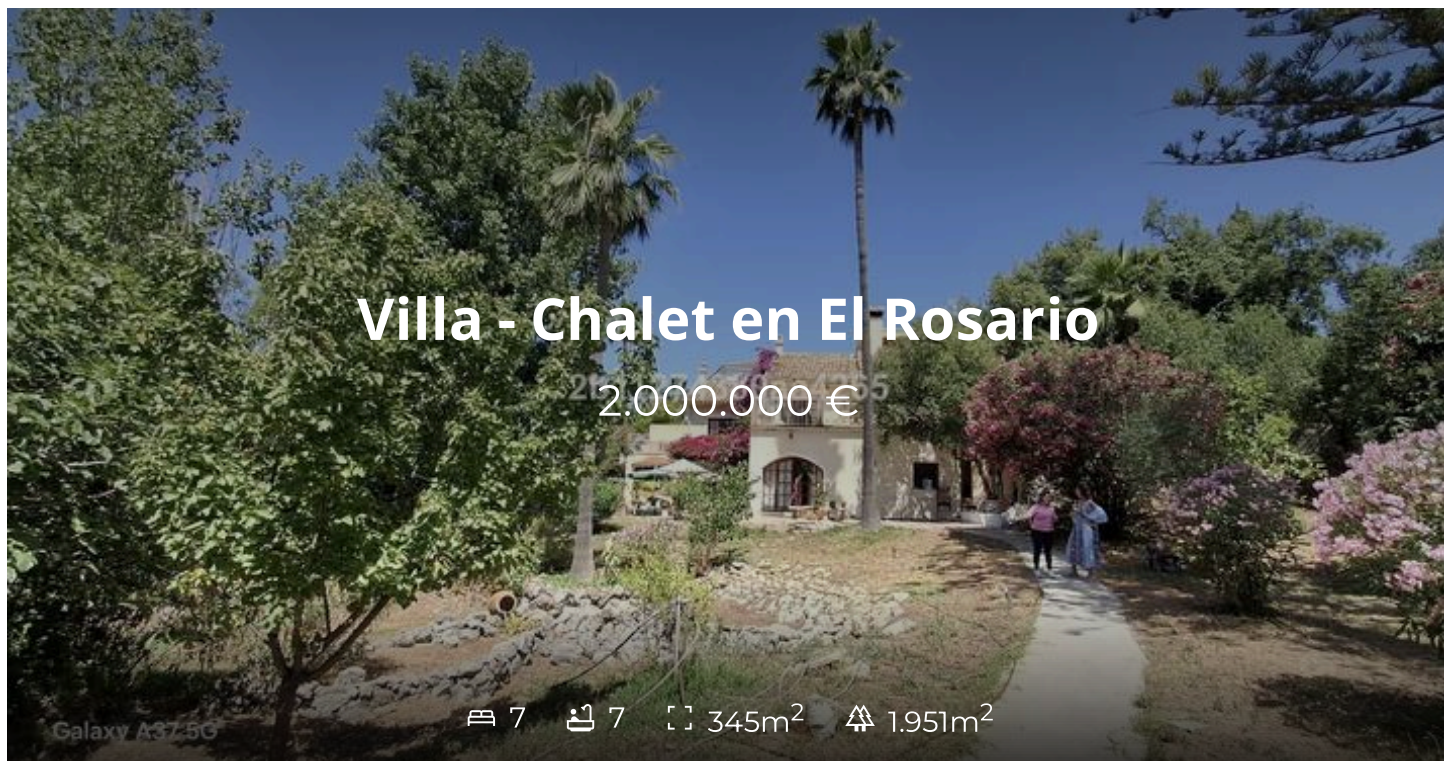 Villa - Chalet en El Rosario
2.000.000 €
7 7 345m² 1.951m²
Galaxy A37 5G